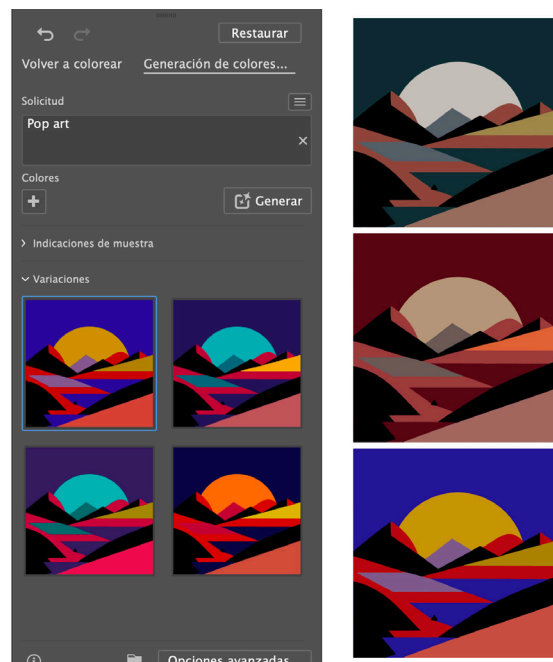 Restaurar
Volver a colorear
Generación de colores...
Solicitud
Pop art
Colores
Generar
Indicaciones de muestra
Variaciones
Opciones avanzadas...